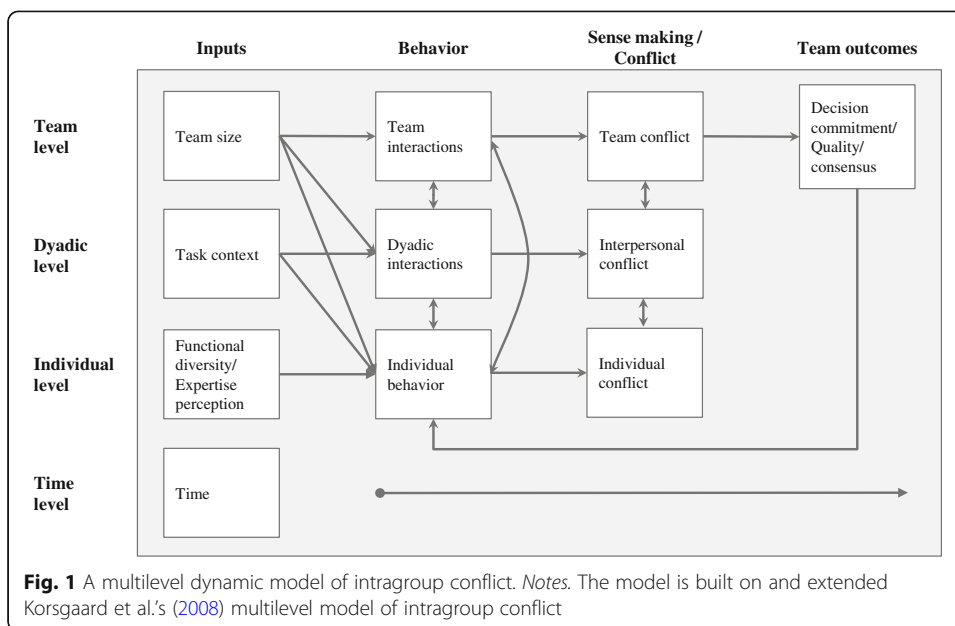 Inputs
Behavior
Sense making /
Conflict
Team outcomes
Team
level
Team size
Team
interactions
Team conflict
Decision
commitment/
Quality/
consensus
Dyadic
level
Task context
Dyadic
interactions
Interpersonal
conflict
Individual
level
Functional
diversity/
Expertise
perception
Individual
behavior
Individual
conflict
Time
level
Time
Fig. 1 A multilevel dynamic model of intragroup conflict. Notes. The model is built on and extended
Korsgaard et al.'s (2008) multilevel model of intragroup conflict